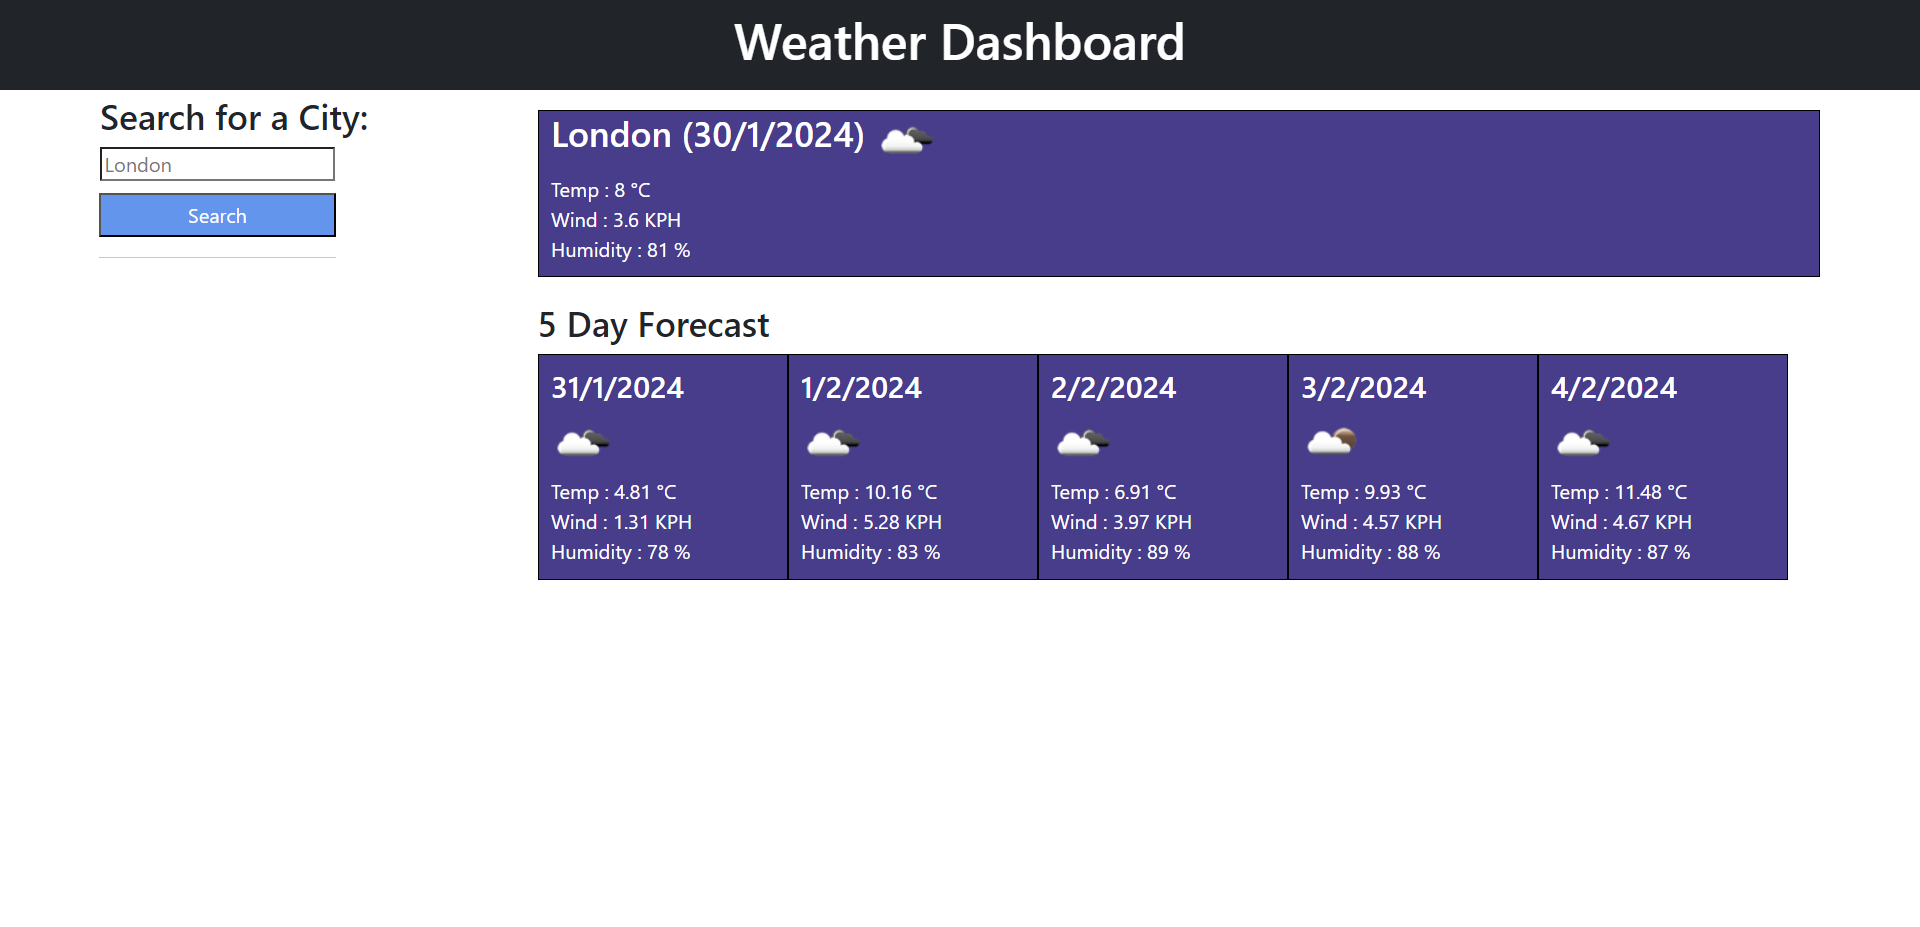 Weather Dashboard
Search for a City:
London
Search
London (30/1/2024)
Temp : 8 °C
Wind : 3.6 KPH
Humidity : 81 %
5 Day Forecast
31/1/2024
Temp : 4.81 °C
Wind : 1.31 KPH
Humidity : 78 %
1/2/2024
Temp : 10.16 °C
Wind : 5.28 KPH
Humidity : 83 %
2/2/2024
Temp : 6.91 °C
Wind : 3.97 KPH
Humidity : 89 %
3/2/2024
Temp : 9.93 °C
Wind : 4.57 KPH
Humidity : 88 %
4/2/2024
Temp : 11.48 °C
Wind : 4.67 KPH
Humidity : 87 %